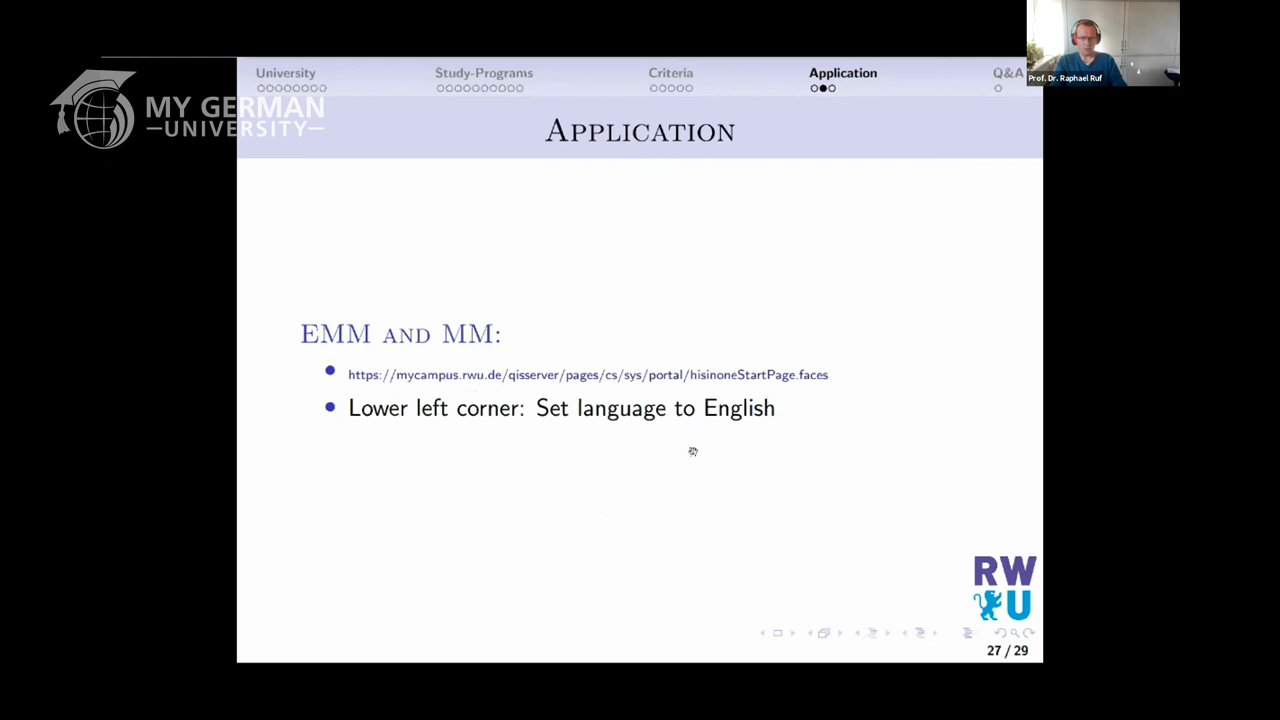 University Study-Programs Criteria Application Q&A
Prof. Dr. Raphael Ruf
MY GERMAN
UNIVERSITY
APPLICATION
EMM AND MM:
https://mycampus.rwu.de/qisserver/pages/cs/sys/portal/hisinoneStartPage.faces
Lower left corner: Set language to English
RW
U
27 / 29